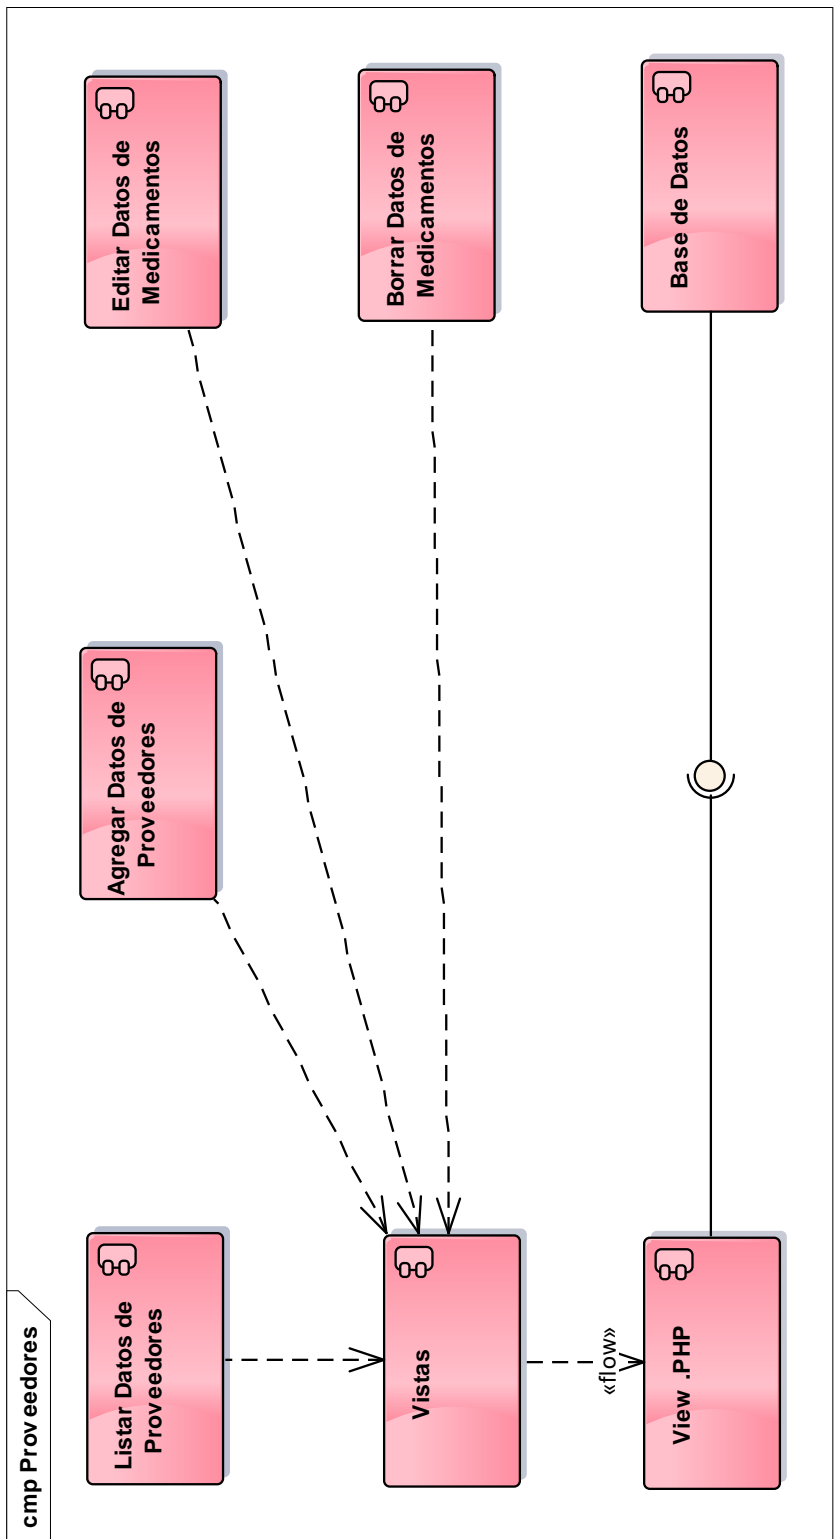 cmp Proveedores
Listar Datos de
Proveedores
Agregar Datos de
Proveedores
Editar Datos de
Medicamentos
Vistas
Borrar Datos de
Medicamentos
«flow»
View .PHP
Base de Datos